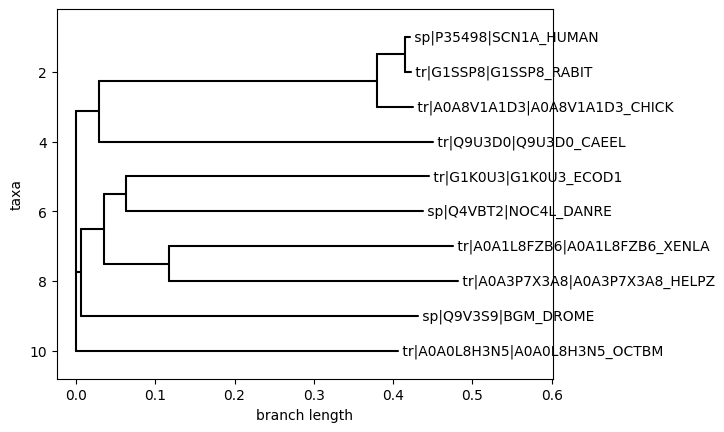 sp|P35498|SCN1A_HUMAN
2
tr|G1SSP8|G1SSP8_RABIT
tr|A0A8V1A1D3|A0A8V1A1D3_CHICK
4
tr|Q9U3D0|Q9U3D0_CAEEL
tr|G1K0U3|G1K0U3_ECOD1
taxa
6
sp|Q4VBT2|NOC4L_DANRE
tr|A0A1L8FZB6|A0A1L8FZB6_XENLA
8
tr|A0A3P7X3A8|A0A3P7X3A8_HELPZ
sp|Q9V3S9|BGM_DROME
10
tr|A0A0L8H3N5|A0A0L8H3N5_OCTBM
0.0 0.1 0.2 0.3 0.4 0.5 0.6
branch length